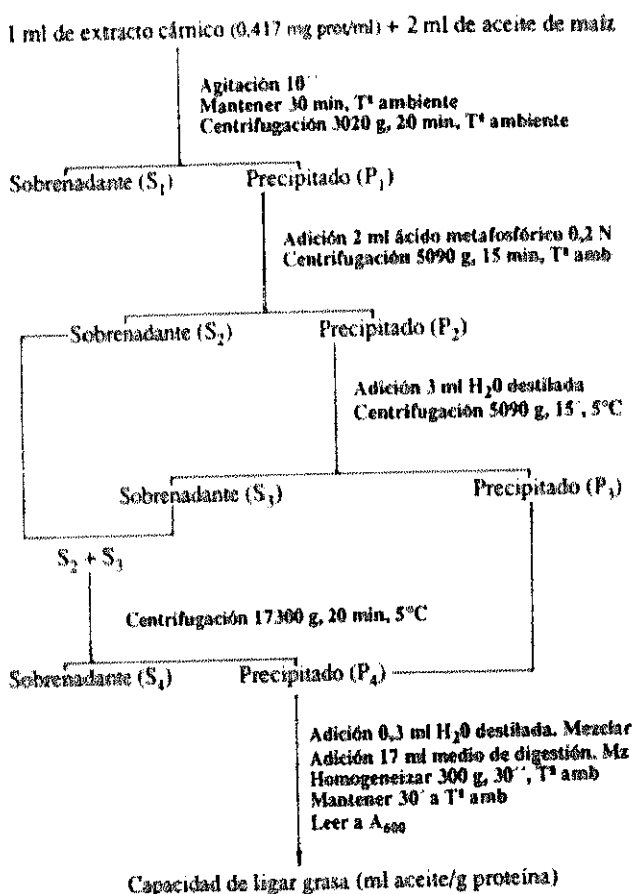 1 ml de extracto cárnico (0,417 mg prot/ml) + 2 ml de aceite de maíz
Agitación 10´´
Mantener 30 min, Tª ambiente
Centrifugación 3020 g, 20 min, Tª ambiente
Sobrenadante (S₁) Precipitado (P₁)
Adición 2 ml ácido metafosfórico 0,2 N
Centrifugación 5090 g, 15 min, Tª amb
Sobrenadante (S₂) Precipitado (P₂)
Adición 3 ml H₂0 destilada
Centrifugación 5090 g, 15´, 5°C
Sobrenadante (S₃) Precipitado (P₃)
S₂ + S₃
Centrifugación 17300 g, 20 min, 5°C
Sobrenadante (S₄) Precipitado (P₄)
Adición 0,3 ml H₂0 destilada. Mezclar
Adición 17 ml medio de digestión. Mz
Homogeneizar 300 g, 30´´, Tª amb
Mantener 30´ a Tª amb
Leer a A₆₀₀
Capacidad de ligar grasa (ml aceite/g proteína)